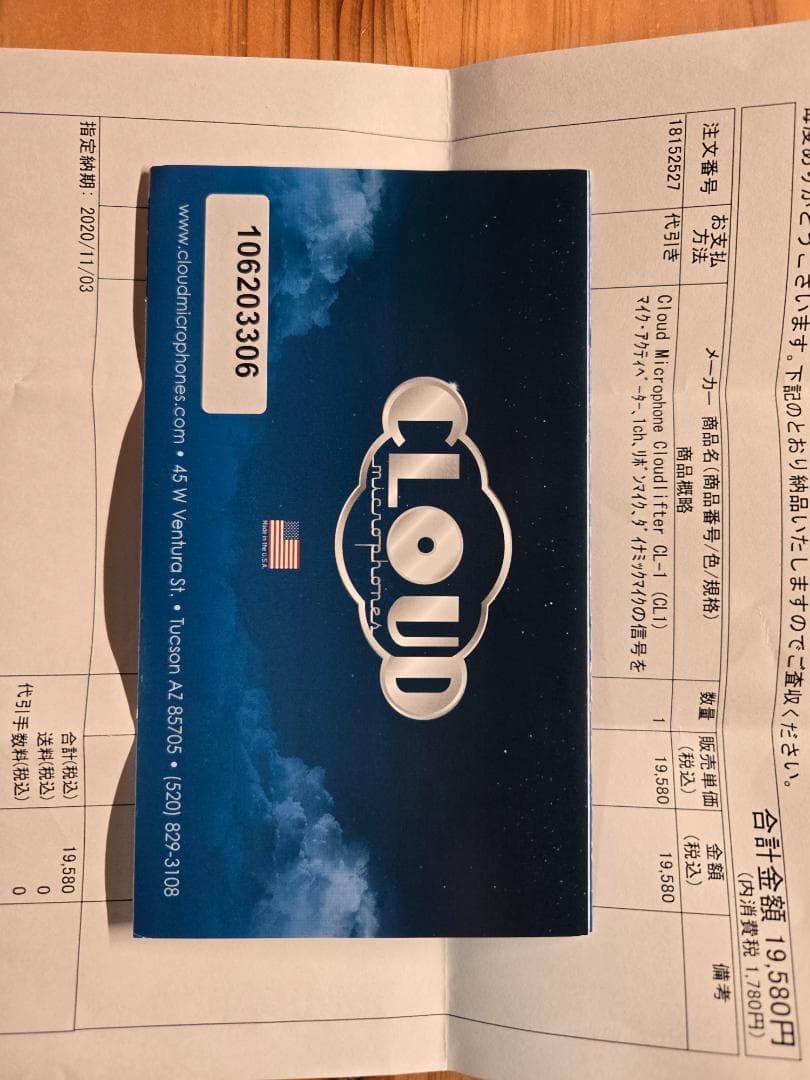 毎度ありがとうございます。下記のとおり納品いたしますのでご査収ください。
合計金額 19,580円
(内消費税 1,780円)
注文番号
お支払方法
メーカー 商品名(商品番号/色/規格)
商品概略
数量
販売単価
(税込)
金額
(税込)
備考
18152527
代引き
Cloud Microphone Cloudlifter CL-1 (CL1)
マイク・アクティベーター、1ch、リボンマイク、ダイナミックマイクの信号を
1
19,580
19,580
CLOUD
microphones
Made in the U.S.A.
106203306
www.cloudmicrophones.com • 45 W Ventura St. • Tucson AZ 85705 • (520) 829-3108
指定納期: 2020/11/03
合計(税込) 19,580
送料(税込) 0
代引手数料(税込) 0